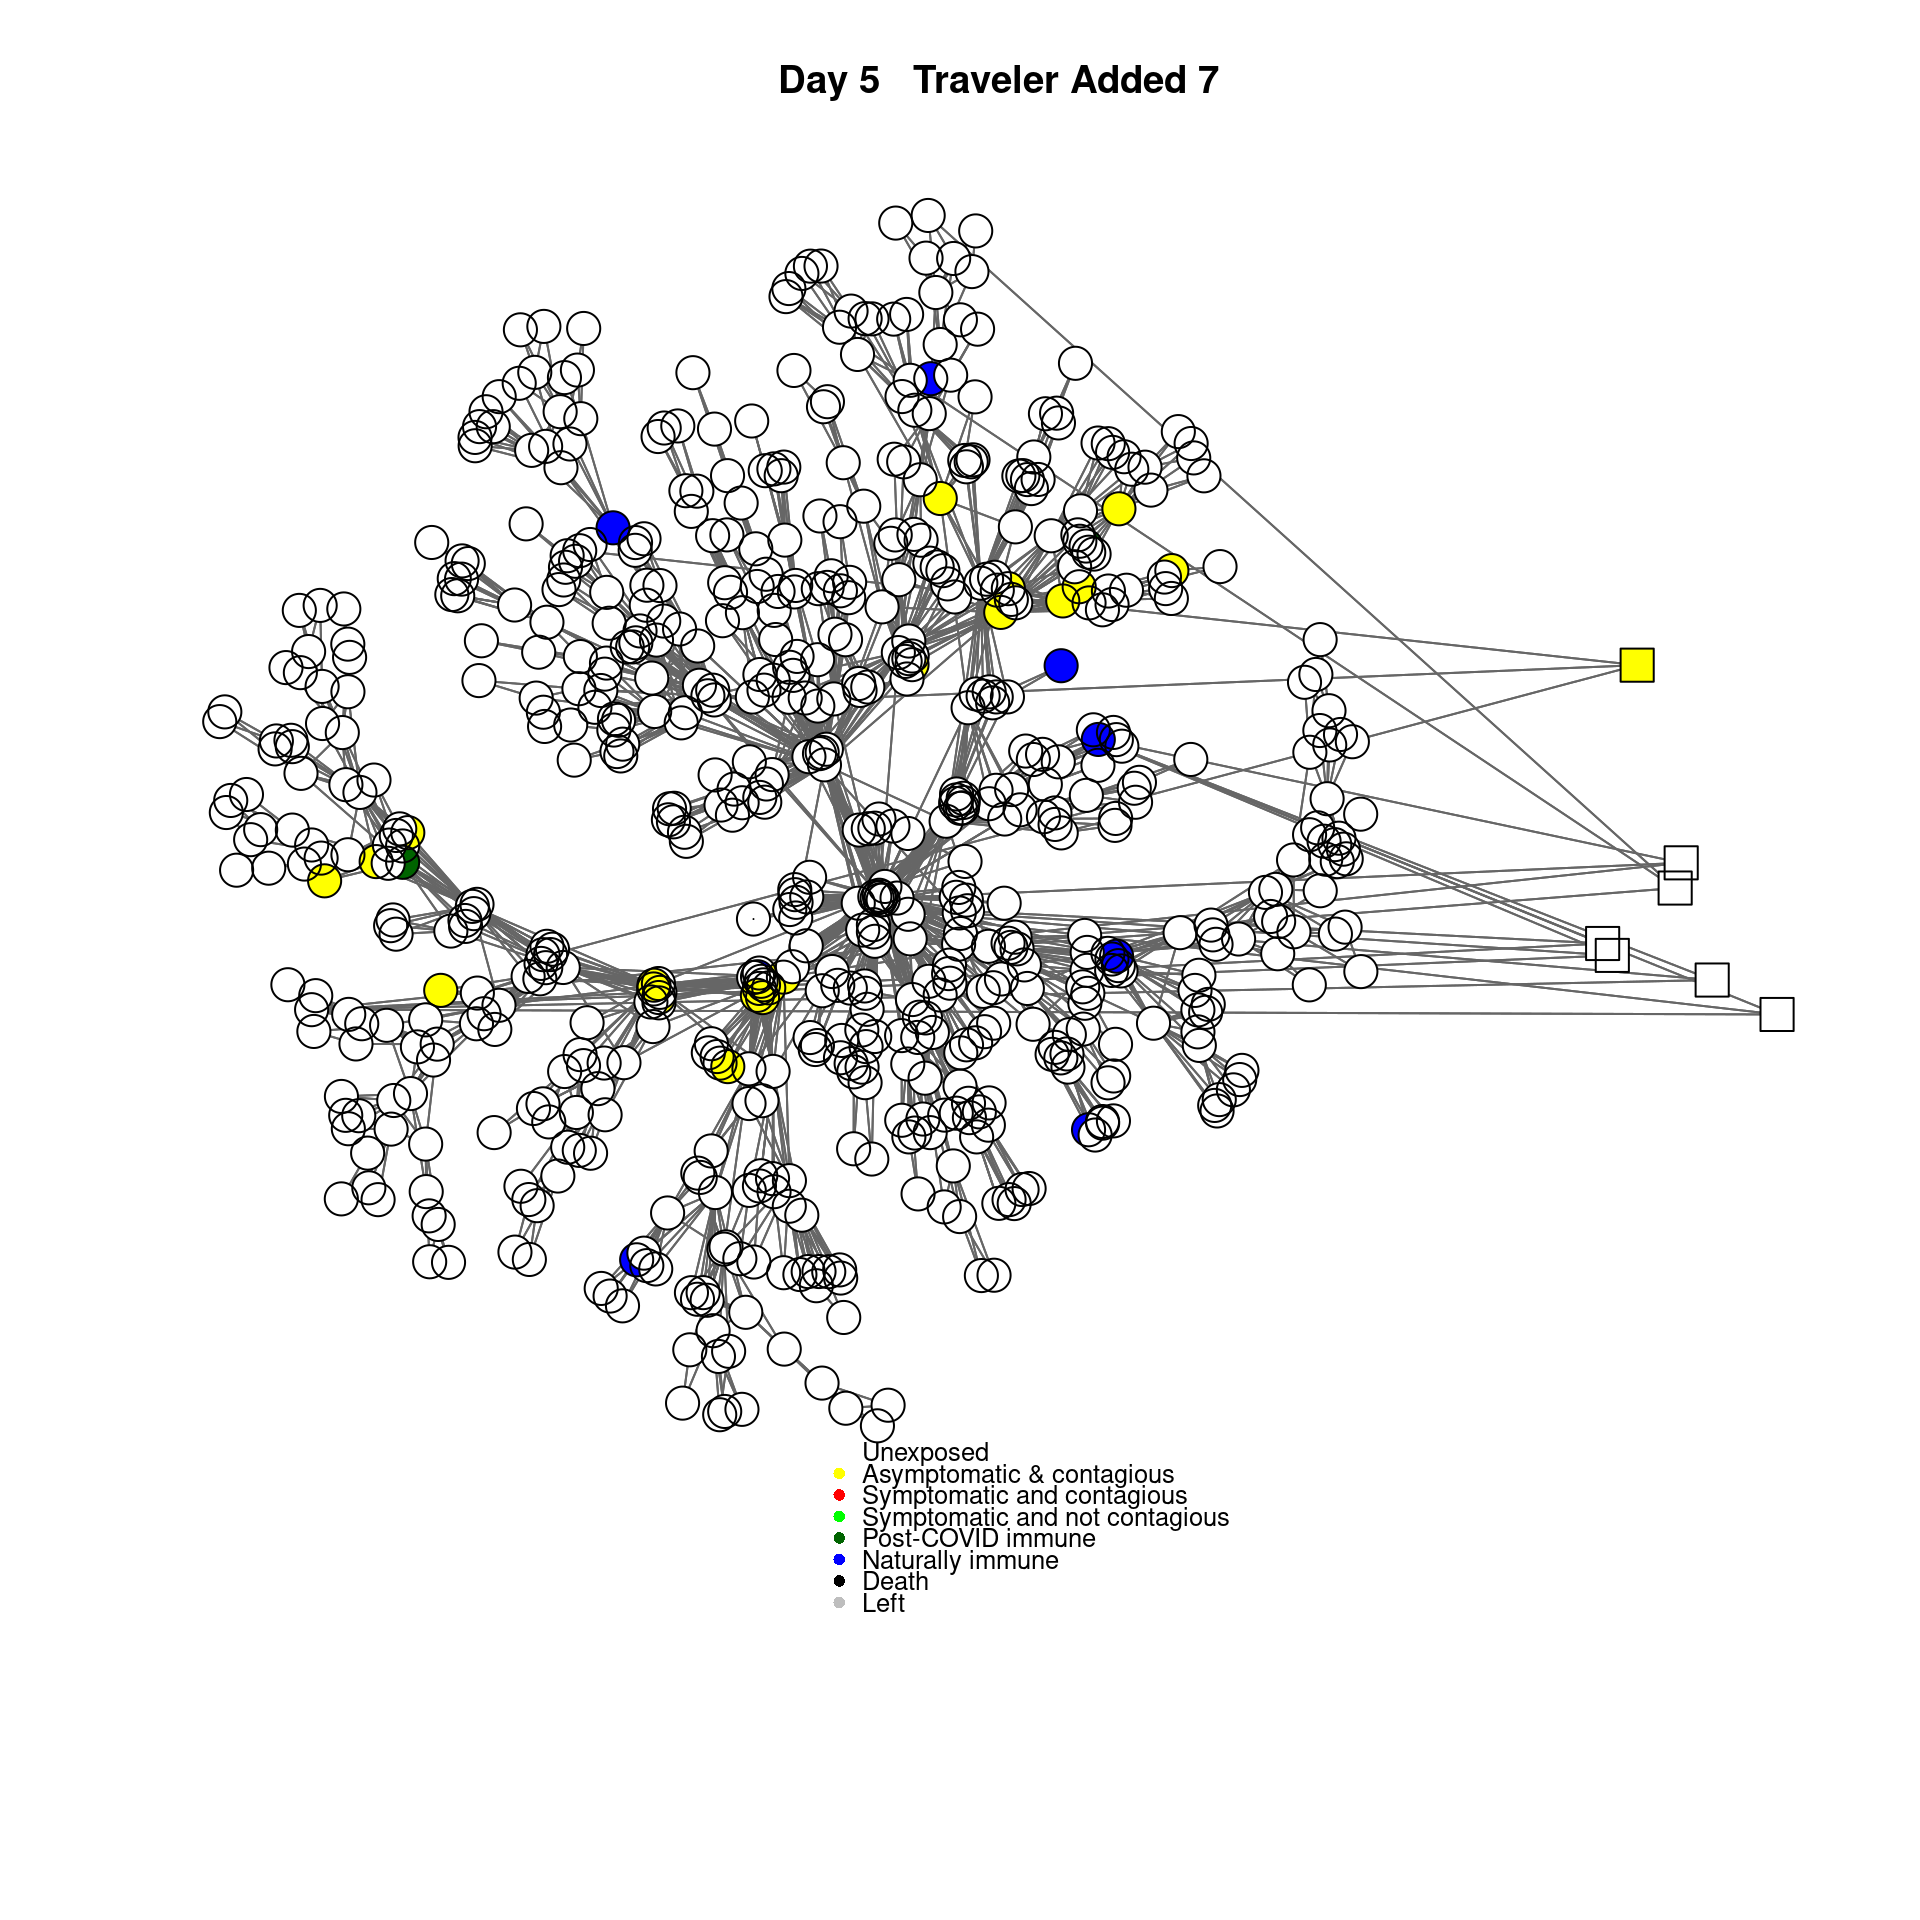 Day 5 Traveler Added 7
Unexposed
Asymptomatic & contagious
Symptomatic and contagious
Symptomatic and not contagious
Post-COVID immune
Naturally immune
Death
Left